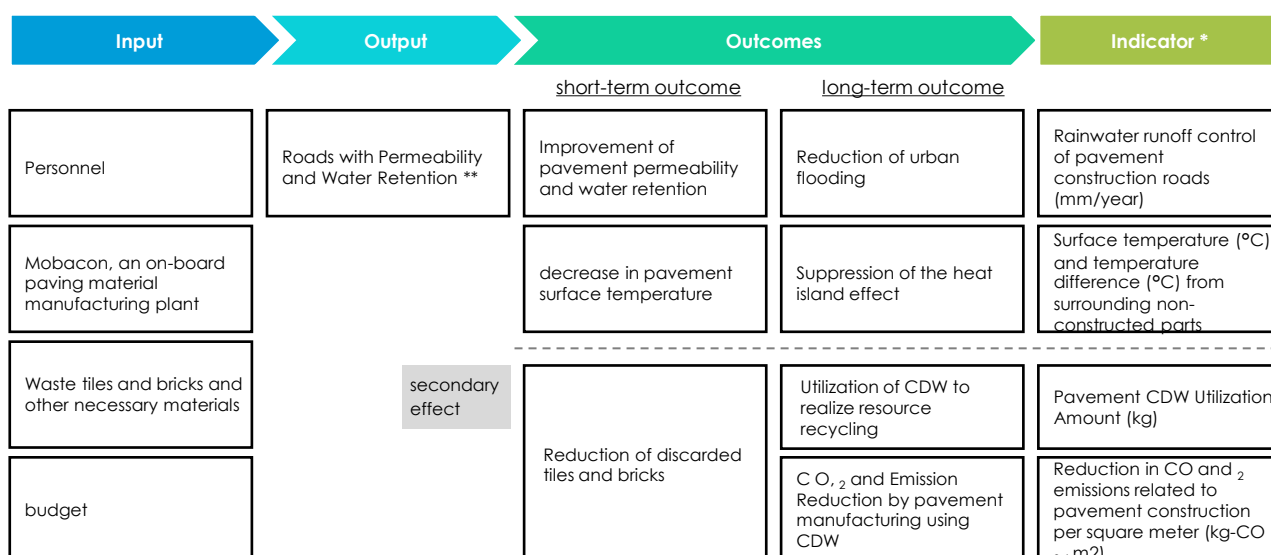 Input
Output
Outcomes
Indicator *
short-term outcome
long-term outcome
Personnel
Roads with Permeability
and Water Retention **
Improvement of
pavement permeability
and water retention
Reduction of urban
flooding
Rainwater runoff control
of pavement
construction roads
(mm/year)
Mobacon, an on-board
paving material
manufacturing plant
decrease in pavement
surface temperature
Suppression of the heat
island effect
Surface temperature (°C)
and temperature
difference (°C) from
surrounding non-
constructed parts
Waste tiles and bricks and
other necessary materials
secondary
effect
Reduction of discarded
tiles and bricks
Utilization of CDW to
realize resource
recycling
Pavement CDW Utilization
Amount (kg)
budget
C O, 2 and Emission
Reduction by pavement
manufacturing using
CDW
Reduction in CO and 2
emissions related to
pavement construction
per square meter (kg-CO
m2)